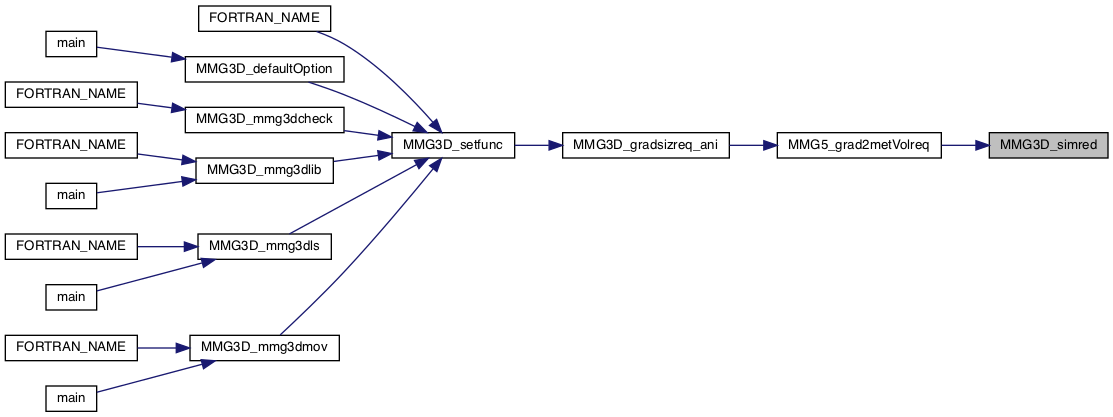 FORTRAN_NAME
main
MMG3D_defaultOption
FORTRAN_NAME
MMG3D_mmg3dcheck
FORTRAN_NAME
MMG3D_setfunc
MMG3D_gradsizreq_ani
MMG5_grad2metVolreq
MMG3D_simred
MMG3D_mmg3dlib
main
FORTRAN_NAME
MMG3D_mmg3dls
main
FORTRAN_NAME
MMG3D_mmg3dmov
main